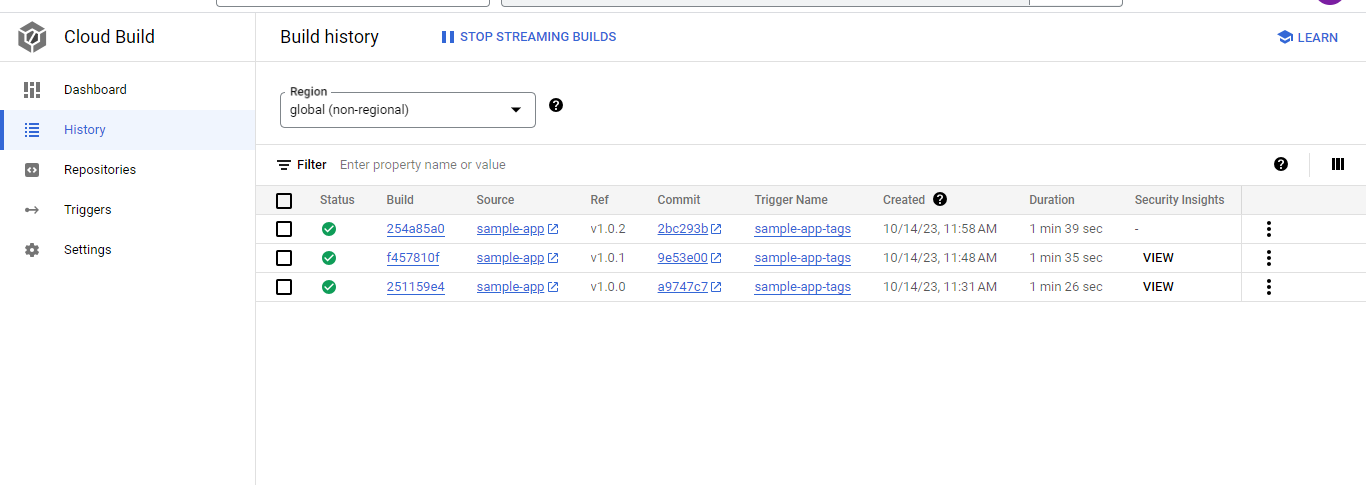 Cloud Build
Build history
STOP STREAMING BUILDS
LEARN
Dashboard
History
Repositories
Triggers
Settings
Region
global (non-regional)
?
Filter Enter property name or value
?
Status Build Source Ref Commit Trigger Name Created ? Duration Security Insights
254a85a0 sample-app v1.0.2 2bc293b sample-app-tags 10/14/23, 11:58 AM 1 min 39 sec -
f457810f sample-app v1.0.1 9e53e00 sample-app-tags 10/14/23, 11:48 AM 1 min 35 sec VIEW
251159e4 sample-app v1.0.0 a9747c7 sample-app-tags 10/14/23, 11:31 AM 1 min 26 sec VIEW